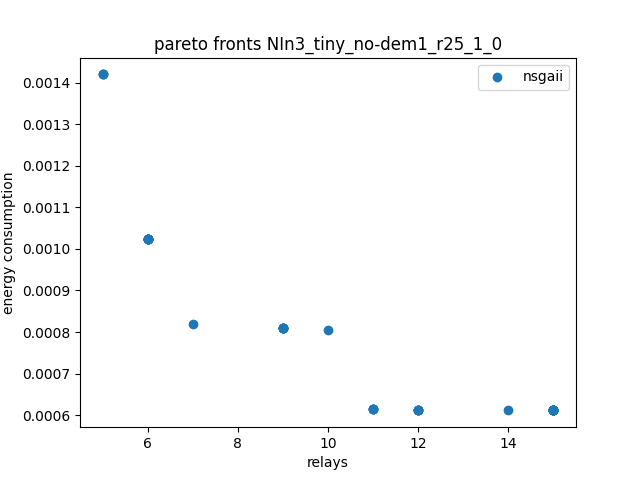 pareto fronts NIn3_tiny_no-dem1_r25_1_0
nsgaii
energy consumption
0.0014
0.0013
0.0012
0.0011
0.0010
0.0009
0.0008
0.0007
0.0006
6 8 10 12 14
relays